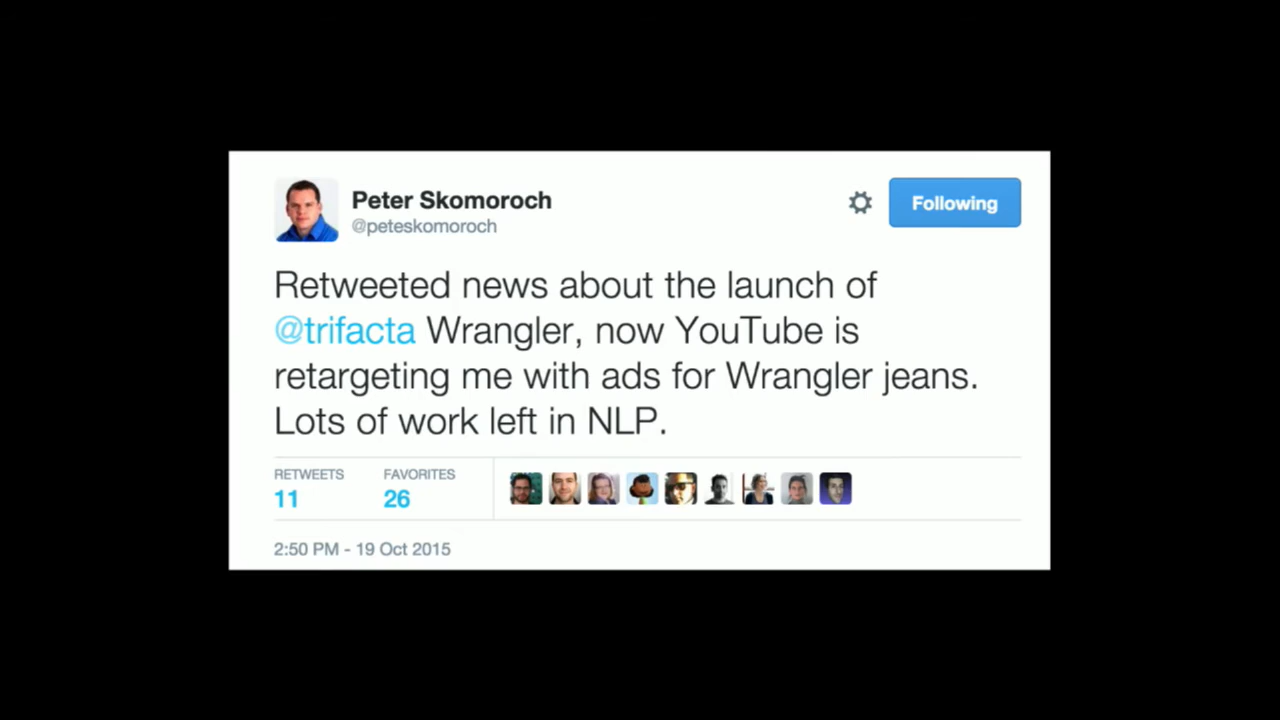 Peter Skomoroch
@peteskomoroch
Following
Retweeted news about the launch of
@trifacta Wrangler, now YouTube is
retargeting me with ads for Wrangler jeans.
Lots of work left in NLP.
RETWEETS FAVORITES
11 26
2:50 PM - 19 Oct 2015